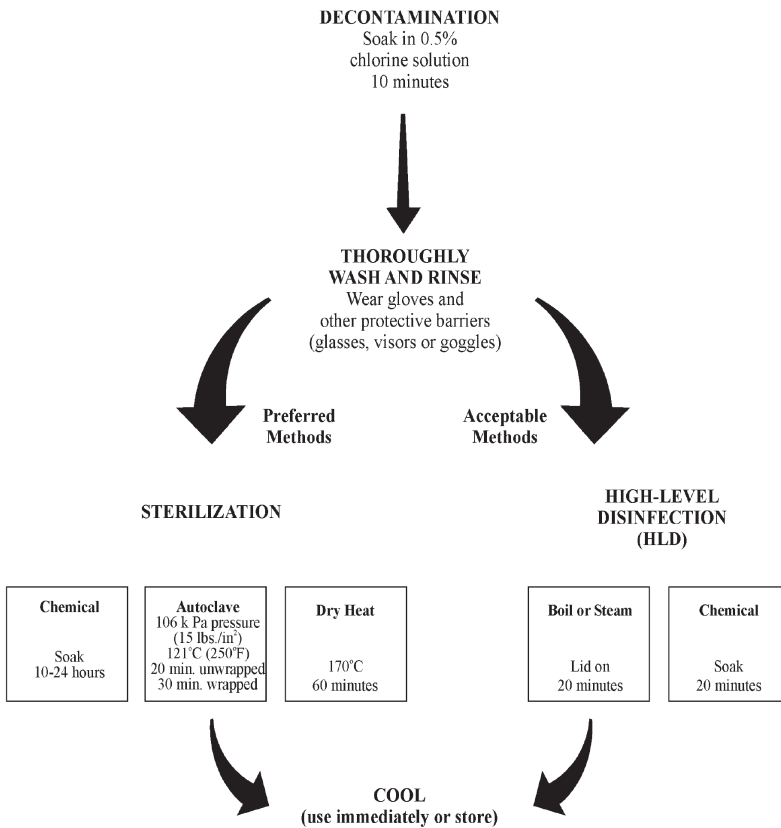 DECONTAMINATION
Soak in 0.5%
chlorine solution
10 minutes
THOROUGHLY
WASH AND RINSE
Wear gloves and
other protective barriers
(glasses, visors or goggles)
Preferred
Methods
Acceptable
Methods
STERILIZATION
HIGH-LEVEL
DISINFECTION
(HLD)
Chemical
Soak
10-24 hours
Autoclave
106 k Pa pressure
(15 lbs./in²)
121°C (250°F)
20 min. unwrapped
30 min. wrapped
Dry Heat
170°C
60 minutes
Boil or Steam
Lid on
20 minutes
Chemical
Soak
20 minutes
COOL
(use immediately or store)